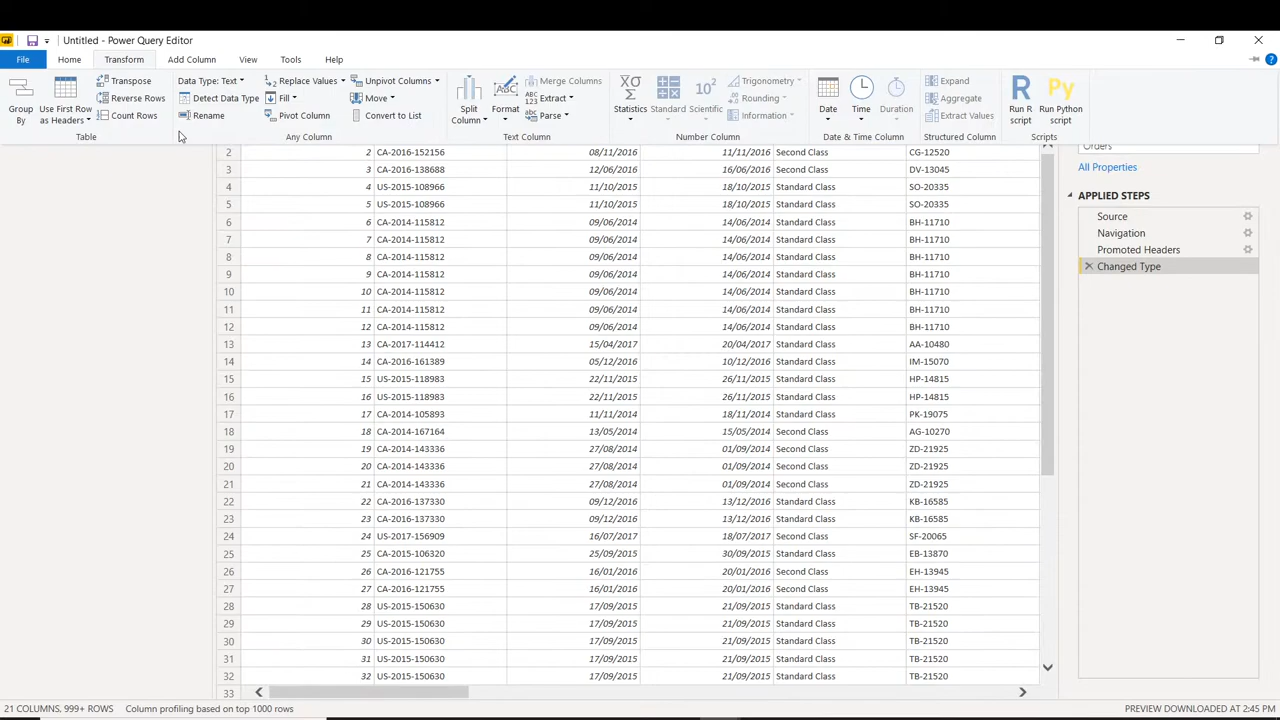 Untitled - Power Query Editor
File Home Transform Add Column View Tools Help
Group By
Use First Row as Headers
Transpose
Reverse Rows
Count Rows
Table
Data Type: Text
Detect Data Type
Rename
Replace Values
Fill
Pivot Column
Unpivot Columns
Move
Convert to List
Any Column
Split Column
Format
Merge Columns
Extract
Parse
Text Column
Statistics
Standard
Scientific
Trigonometry
Rounding
Information
Number Column
Date
Time
Duration
Date & Time Column
Expand
Aggregate
Extract Values
Structured Column
Run R script
Run Python script
Scripts
2 2 CA-2016-152156 08/11/2016 11/11/2016 Second Class CG-12520
3 3 CA-2016-138688 12/06/2016 16/06/2016 Second Class DV-13045
4 4 US-2015-108966 11/10/2015 18/10/2015 Standard Class SO-20335
5 5 US-2015-108966 11/10/2015 18/10/2015 Standard Class SO-20335
6 6 CA-2014-115812 09/06/2014 14/06/2014 Standard Class BH-11710
7 7 CA-2014-115812 09/06/2014 14/06/2014 Standard Class BH-11710
8 8 CA-2014-115812 09/06/2014 14/06/2014 Standard Class BH-11710
9 9 CA-2014-115812 09/06/2014 14/06/2014 Standard Class BH-11710
10 10 CA-2014-115812 09/06/2014 14/06/2014 Standard Class BH-11710
11 11 CA-2014-115812 09/06/2014 14/06/2014 Standard Class BH-11710
12 12 CA-2014-115812 09/06/2014 14/06/2014 Standard Class BH-11710
13 13 CA-2017-114412 15/04/2017 20/04/2017 Standard Class AA-10480
14 14 CA-2016-161389 05/12/2016 10/12/2016 Standard Class IM-15070
15 15 US-2015-118983 22/11/2015 26/11/2015 Standard Class HP-14815
16 16 US-2015-118983 22/11/2015 26/11/2015 Standard Class HP-14815
17 17 CA-2014-105893 11/11/2014 18/11/2014 Standard Class PK-19075
18 18 CA-2014-167164 13/05/2014 15/05/2014 Second Class AG-10270
19 19 CA-2014-143336 27/08/2014 01/09/2014 Second Class ZD-21925
20 20 CA-2014-143336 27/08/2014 01/09/2014 Second Class ZD-21925
21 21 CA-2014-143336 27/08/2014 01/09/2014 Second Class ZD-21925
22 22 CA-2016-137330 09/12/2016 13/12/2016 Standard Class KB-16585
23 23 CA-2016-137330 09/12/2016 13/12/2016 Standard Class KB-16585
24 24 US-2017-156909 16/07/2017 18/07/2017 Second Class SF-20065
25 25 CA-2015-106320 25/09/2015 30/09/2015 Standard Class EB-13870
26 26 CA-2016-121755 16/01/2016 20/01/2016 Second Class EH-13945
27 27 CA-2016-121755 16/01/2016 20/01/2016 Second Class EH-13945
28 28 US-2015-150630 17/09/2015 21/09/2015 Standard Class TB-21520
29 29 US-2015-150630 17/09/2015 21/09/2015 Standard Class TB-21520
30 30 US-2015-150630 17/09/2015 21/09/2015 Standard Class TB-21520
31 31 US-2015-150630 17/09/2015 21/09/2015 Standard Class TB-21520
32 32 US-2015-150630 17/09/2015 21/09/2015 Standard Class TB-21520
33
Orders
All Properties
APPLIED STEPS
Source
Navigation
Promoted Headers
Changed Type
21 COLUMNS, 999+ ROWS Column profiling based on top 1000 rows PREVIEW DOWNLOADED AT 2:45 PM